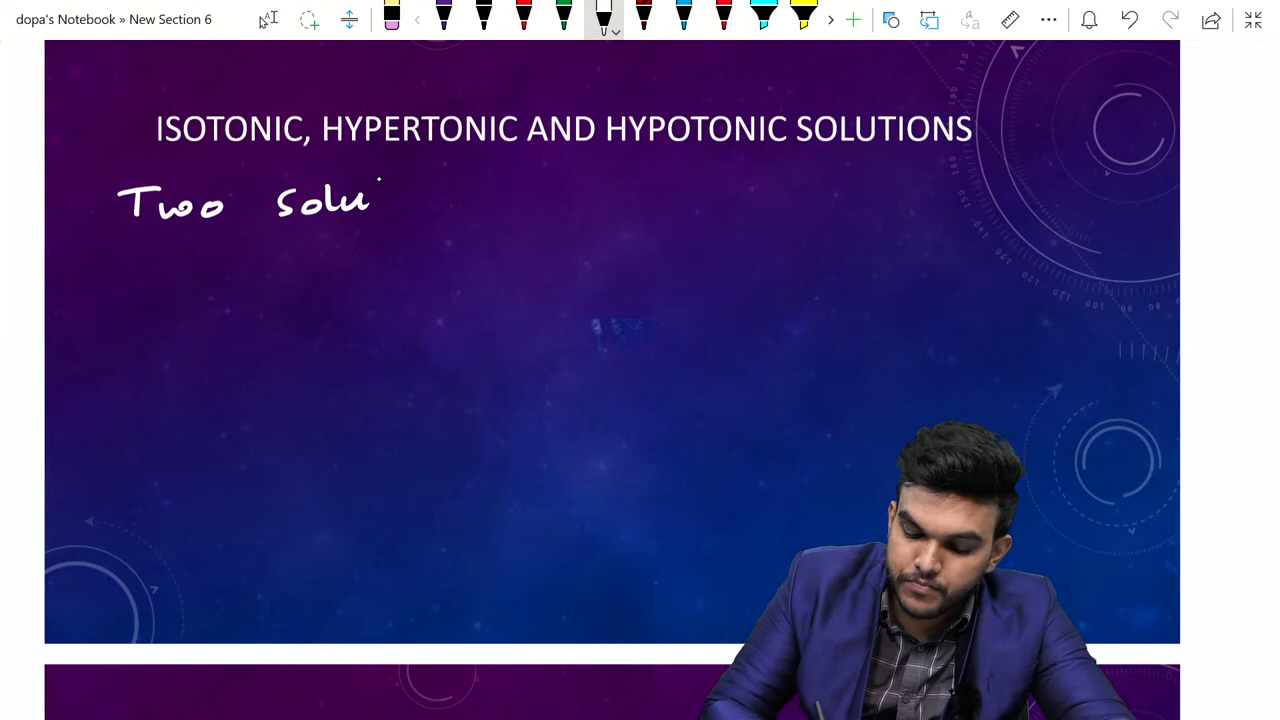 dopa's Notebook » New Section 6
ISOTONIC, HYPERTONIC AND HYPOTONIC SOLUTIONS
Two solu